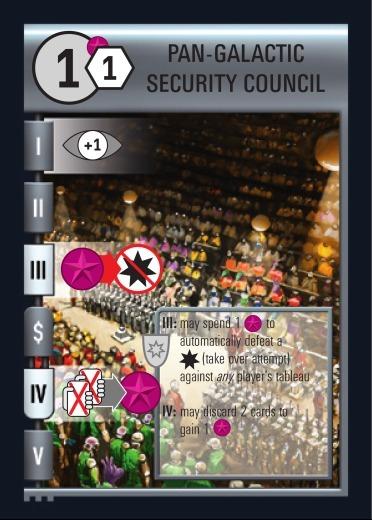 1 1 PAN-GALACTIC
SECURITY COUNCIL
I +1
II
III
III: may spend 1 to
automatically defeat a
(take over attempt)
against any player's tableau
$
IV
IV: may discard 2 cards to
gain 1
V